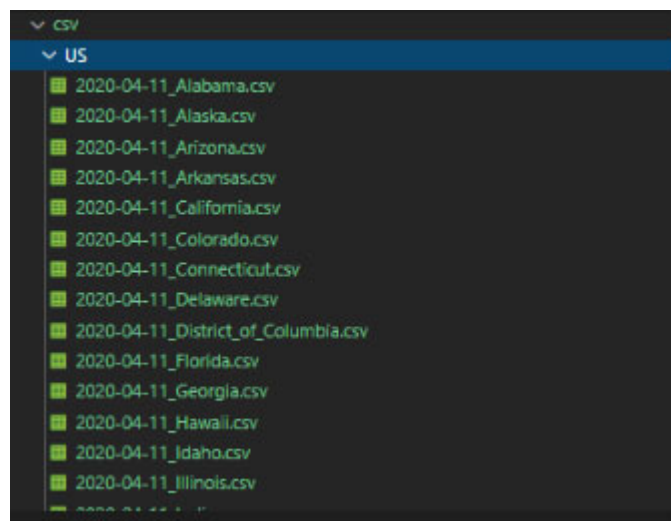 csv
US
2020-04-11_Alabama.csv
2020-04-11_Alaska.csv
2020-04-11_Arizona.csv
2020-04-11_Arkansas.csv
2020-04-11_California.csv
2020-04-11_Colorado.csv
2020-04-11_Connecticut.csv
2020-04-11_Delaware.csv
2020-04-11_District_of_Columbia.csv
2020-04-11_Florida.csv
2020-04-11_Georgia.csv
2020-04-11_Hawaii.csv
2020-04-11_Idaho.csv
2020-04-11_Illinois.csv